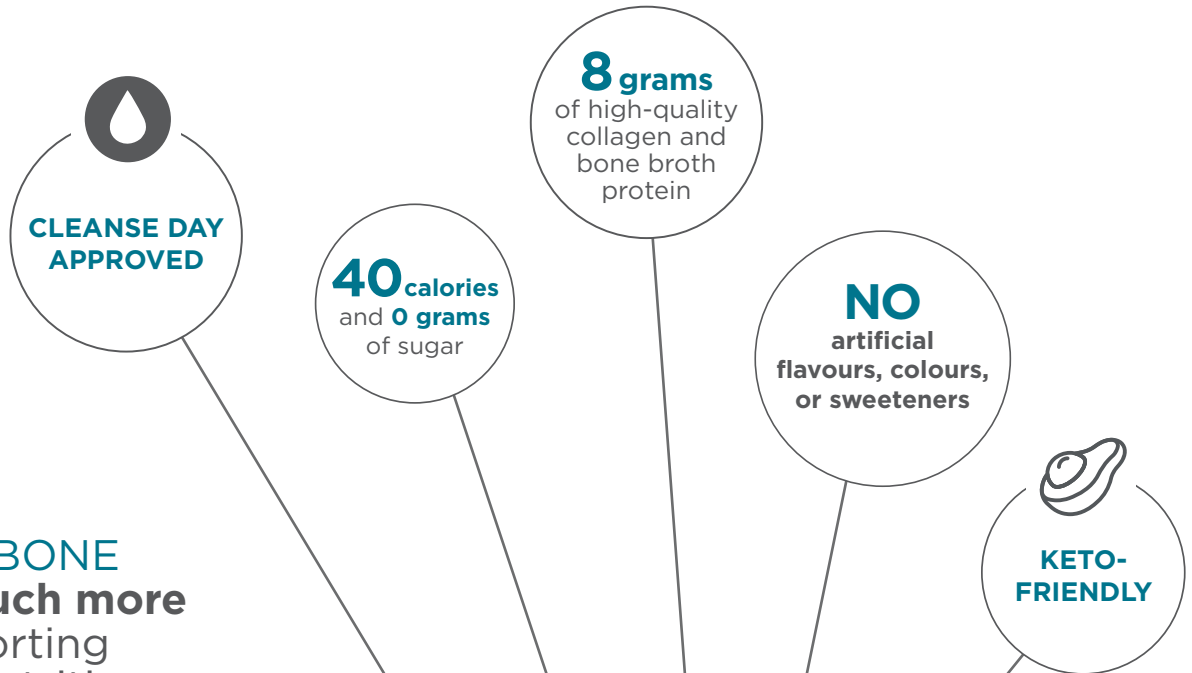 8 grams
of high-quality
collagen and
bone broth
protein
CLEANSE DAY
APPROVED
40 calories
and 0 grams
of sugar
NO
artificial
flavours, colours,
or sweeteners
KETO-
FRIENDLY
BONE
uch more
orting